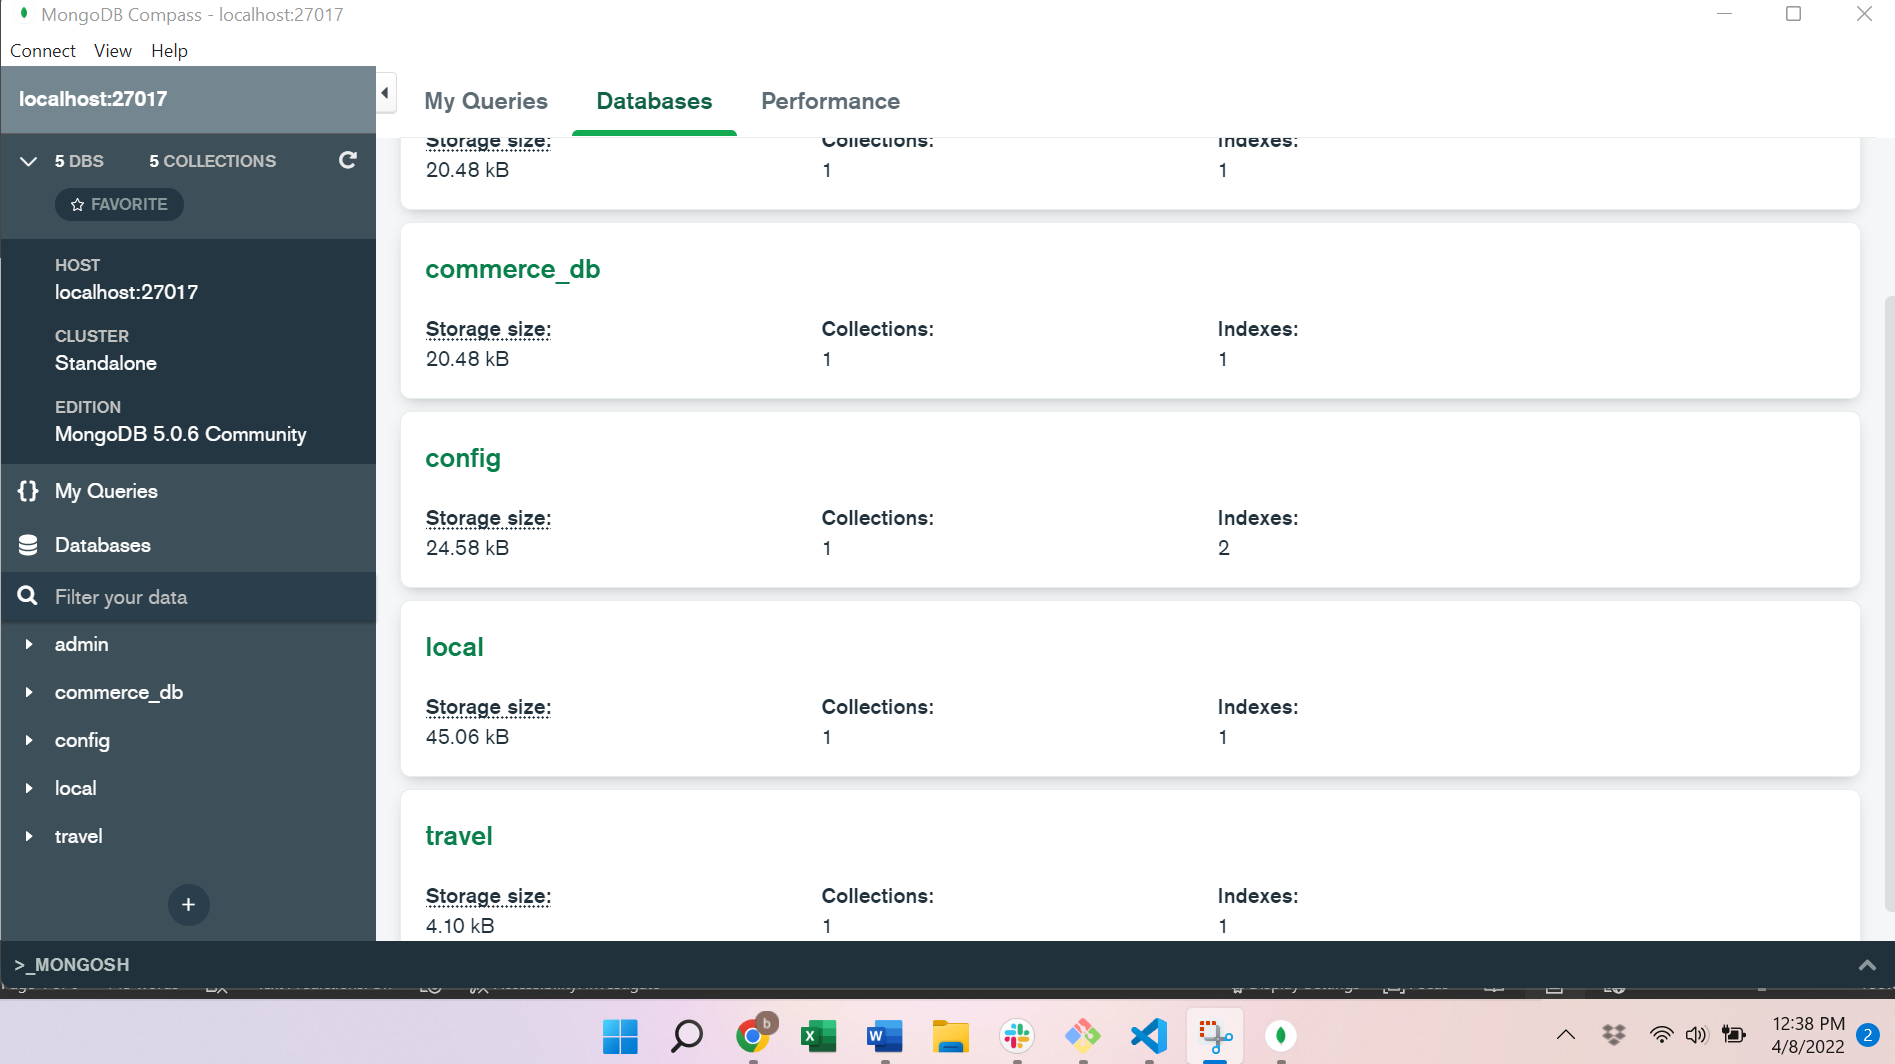 MongoDB Compass - localhost:27017
Connect View Help
localhost:27017
5 DBS 5 COLLECTIONS
FAVORITE
HOST
localhost:27017
CLUSTER
Standalone
EDITION
MongoDB 5.0.6 Community
{} My Queries
Databases
Filter your data
admin
commerce_db
config
local
travel
+
My Queries Databases Performance
Storage size: Collections: Indexes:
20.48 kB 1 1
commerce_db
Storage size: Collections: Indexes:
20.48 kB 1 1
config
Storage size: Collections: Indexes:
24.58 kB 1 2
local
Storage size: Collections: Indexes:
45.06 kB 1 1
travel
Storage size: Collections: Indexes:
4.10 kB 1 1
>_MONGOSH
b
12:38 PM
4/8/2022
2